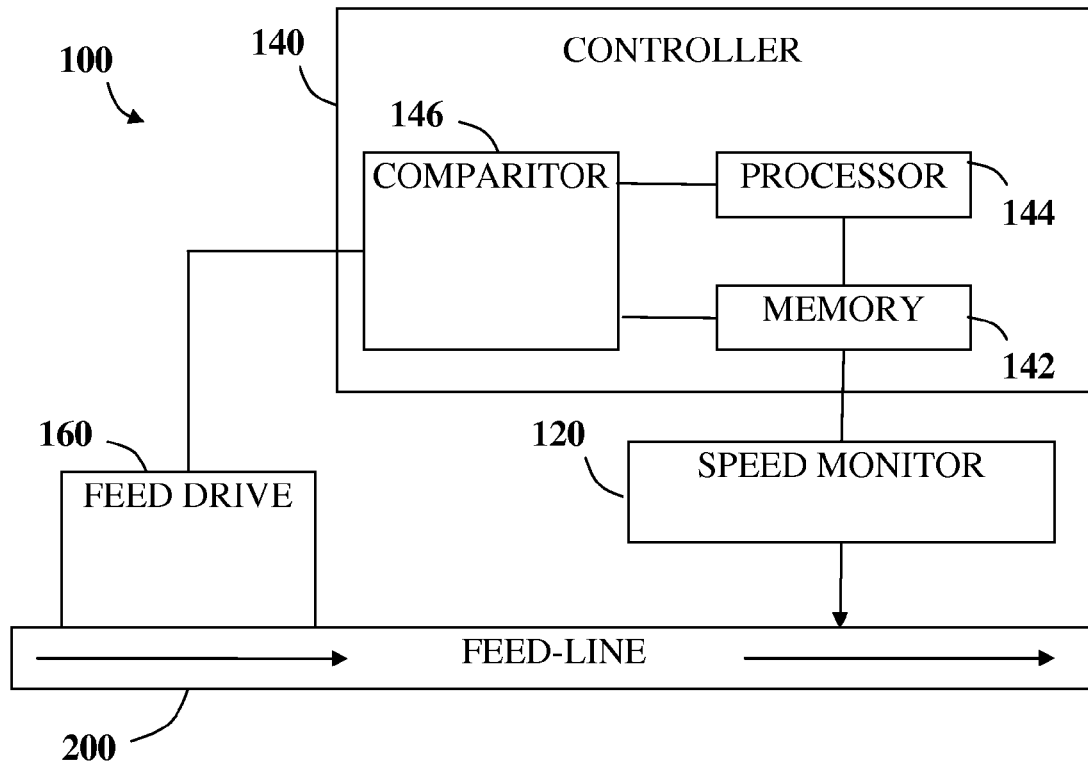 CONTROLLER
140
100
146
COMPARITOR
PROCESSOR
144
MEMORY
142
160
120
SPEED MONITOR
FEED DRIVE
FEED-LINE
200